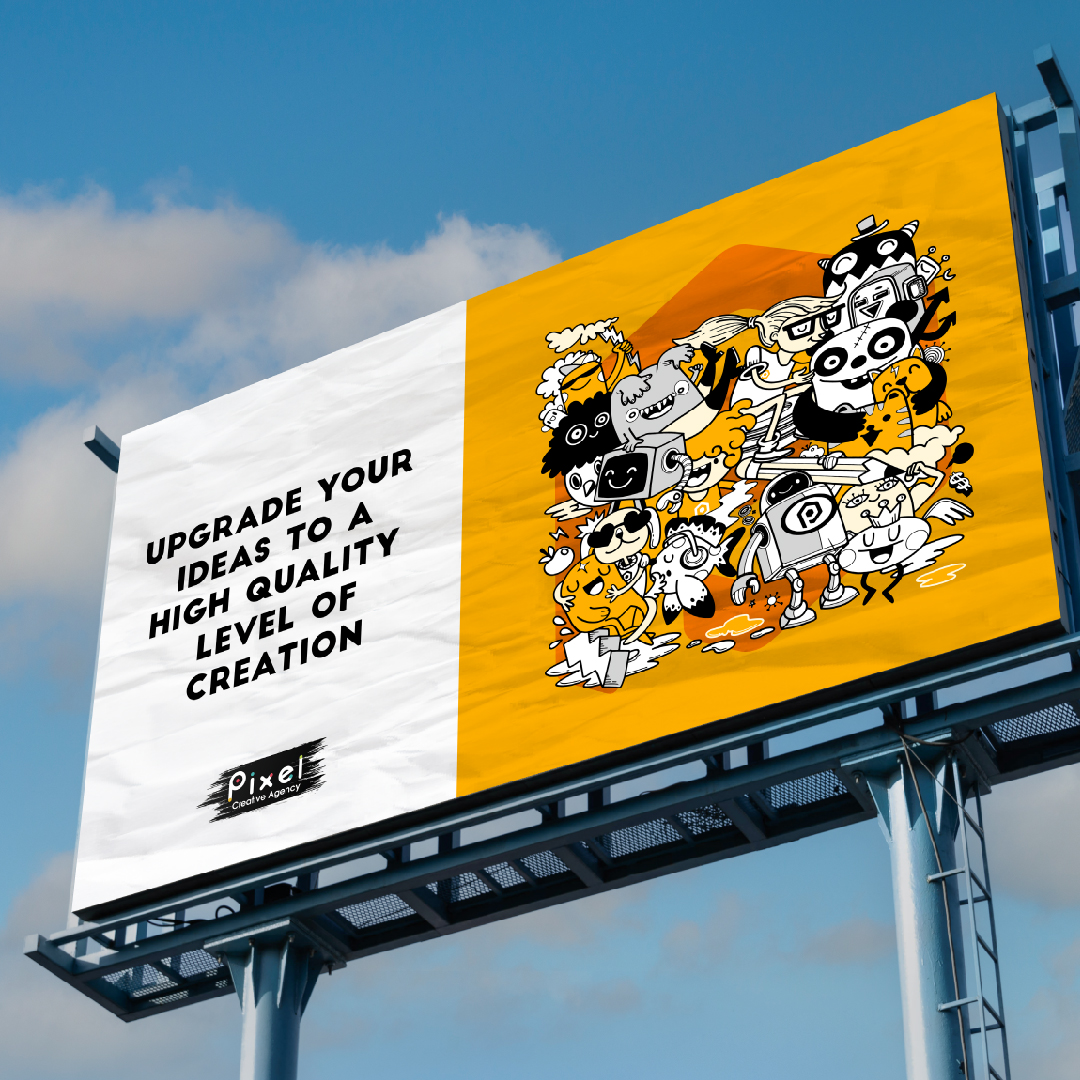 UPGRADE YOUR
IDEAS TO A
HIGH QUALITY
LEVEL OF
CREATION
Pixel
Creative Agency